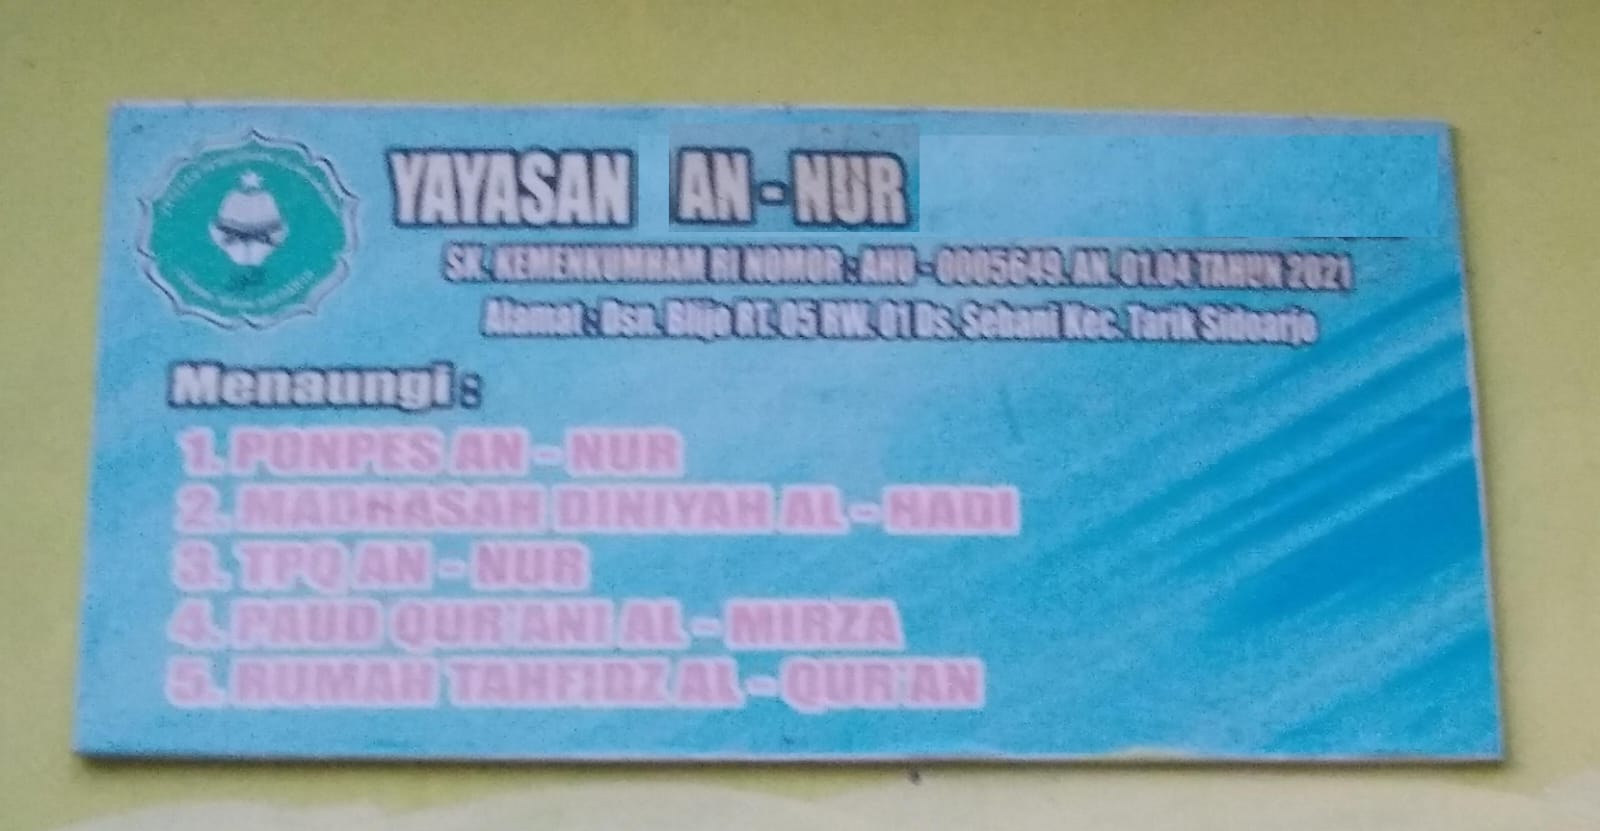 YAYASAN AN - NUR
SK. KEMENKUMHAM RI NOMOR : AHU - 0005649. AN. 01.04 TAHUN 2021
Alamat : Dsn. Blijo RT. 05 RW. 01 Ds. Sebani Kec. Tarik Sidoarjo
Menaungi :
1. PONPES AN - NUR
2. MADRASAH DINIYAH AL - HADI
3. TPQ AN - NUR
4. PAUD QUR'ANI AL - MIRZA
5. RUMAH TAHFIDZ AL - QUR'AN